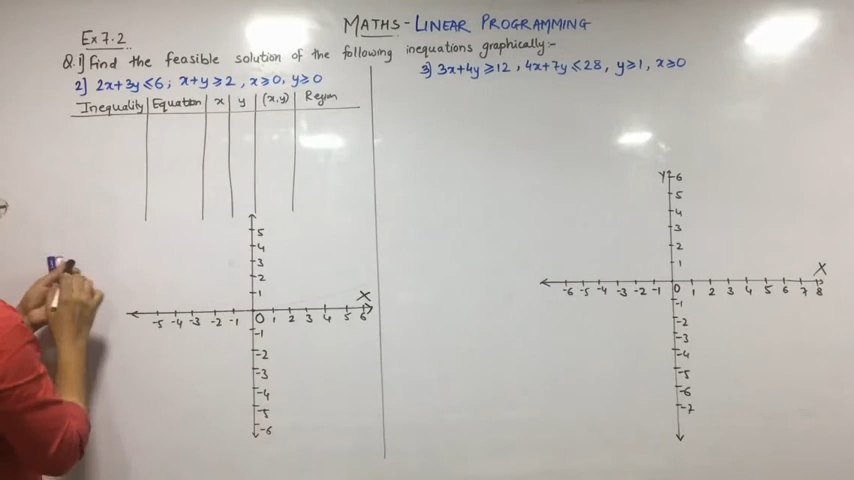 MATHS - LINEAR PROGRAMMING
Ex 7.2
Q.1] Find the feasible solution of the following inequations graphically:-
2] 2x+3y≤6; x+y≥2, x≥0, y≥0
Inequality Equation x y (x,y) Region
5
4
3
2
1
X
-5 -4 -3 -2 -1 O 1 2 3 4 5 6
-1
-2
-3
-4
-5
-6
3] 3x+4y≥12, 4x+7y≤28, y≥1, x≥0
Y 6
5
4
3
2
1
X
-6 -5 -4 -3 -2 -1 O 1 2 3 4 5 6 7 8
-1
-2
-3
-4
-5
-6
-7